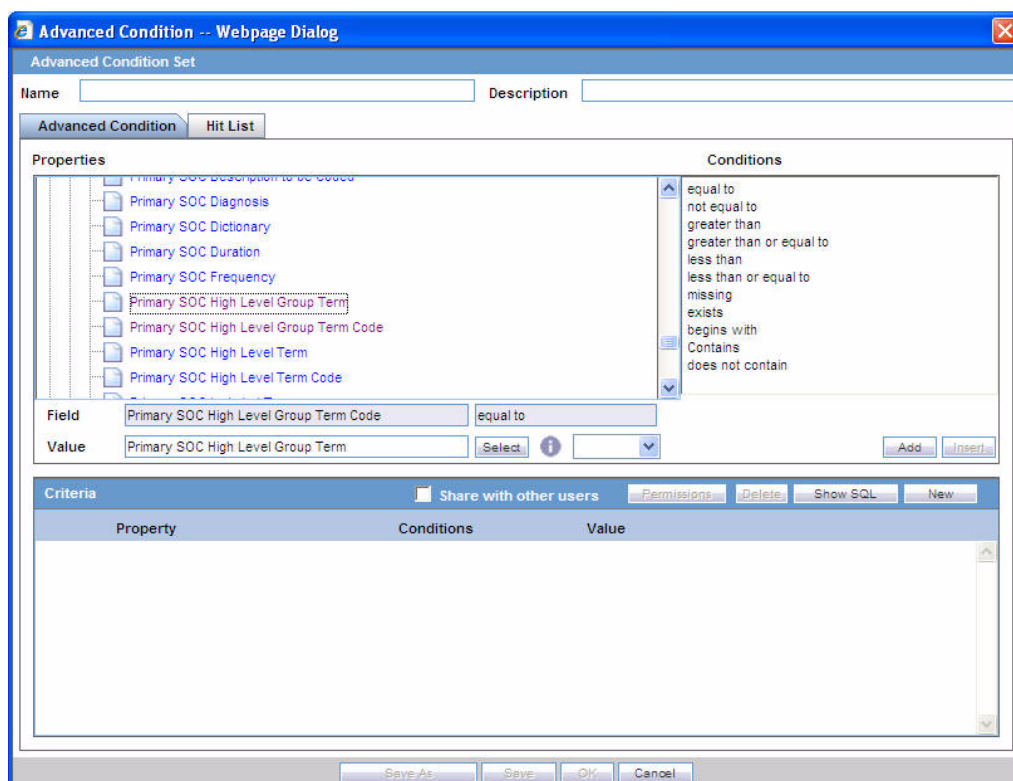 Advanced Condition -- Webpage Dialog
Advanced Condition Set
Name Description
Advanced Condition Hit List
Properties Conditions
Primary SOC Description to be Coded
Primary SOC Diagnosis
Primary SOC Dictionary
Primary SOC Duration
Primary SOC Frequency
Primary SOC High Level Group Term
Primary SOC High Level Group Term Code
Primary SOC High Level Term
Primary SOC High Level Term Code
equal to
not equal to
greater than
greater than or equal to
less than
less than or equal to
missing
exists
begins with
Contains
does not contain
Field Primary SOC High Level Group Term Code equal to
Value Primary SOC High Level Group Term Select i Add Insert
Criteria Share with other users Permissions Delete Show SQL New
Property Conditions Value
Save As Save OK Cancel